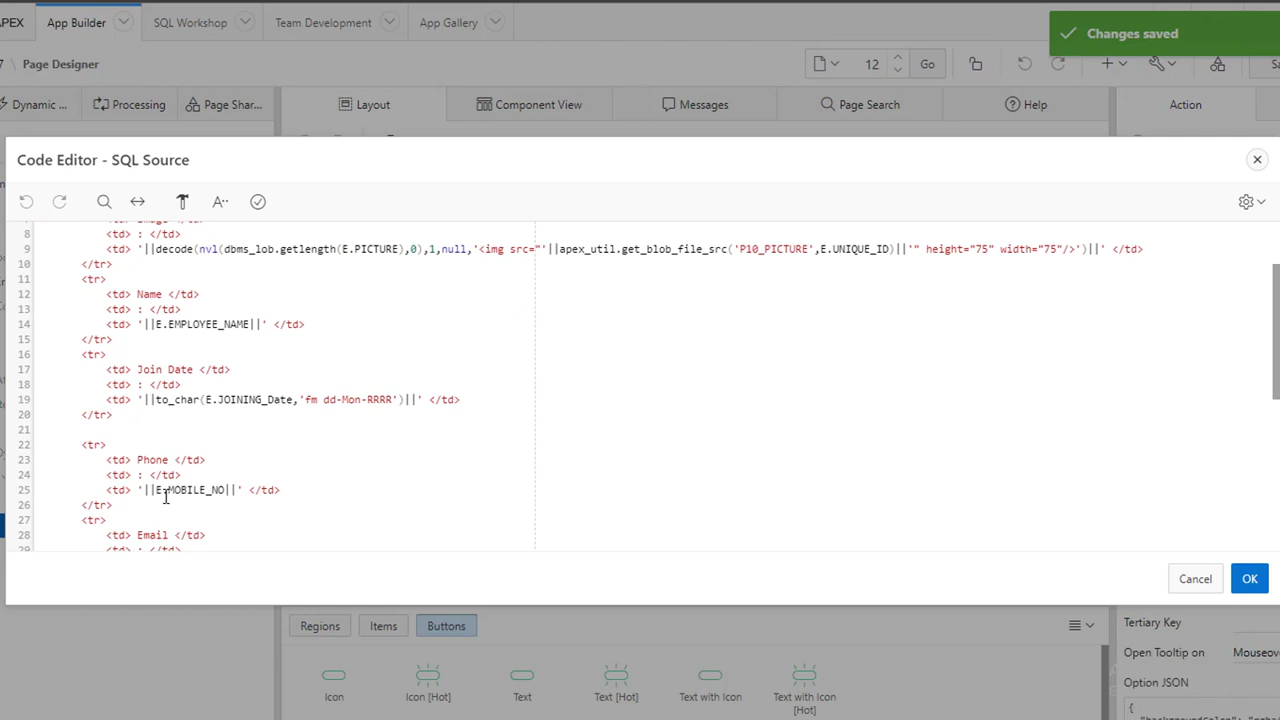 APEX App Builder SQL Workshop Team Development App Gallery
Changes saved
Page Designer 12 Go
Dynamic ... Processing Page Shar... Layout Component View Messages Page Search Help Action
Code Editor - SQL Source
8 <td> : </td>
9 <td> '||decode(nvl(dbms_lob.getlength(E.PICTURE),0),1,null,'<img src="'||apex_util.get_blob_file_src('P10_PICTURE',E.UNIQUE_ID)||'" height="75" width="75"/>')||' </td>
10 </tr>
11 <tr>
12 <td> Name </td>
13 <td> : </td>
14 <td> '||E.EMPLOYEE_NAME||' </td>
15 </tr>
16 <tr>
17 <td> Join Date </td>
18 <td> : </td>
19 <td> '||to_char(E.JOINING_Date,'fm dd-Mon-RRRR')||' </td>
20 </tr>
21
22 <tr>
23 <td> Phone </td>
24 <td> : </td>
25 <td> '||E.MOBILE_NO||' </td>
26 </tr>
27 <tr>
28 <td> Email </td>
29 <td> : </td>
Cancel OK
Regions Items Buttons
Tertiary Key
Open Tooltip on Mouseov
Option JSON
Icon Icon [Hot] Text Text [Hot] Text with Icon Text with Icon [Hot]
{